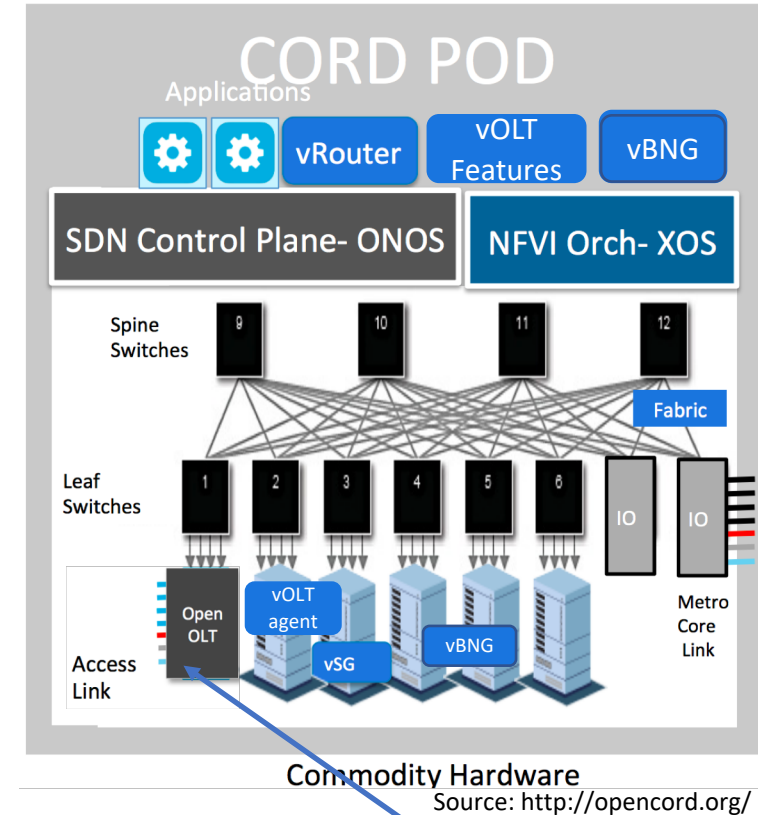 CORD POD
Applications
vRouter
vOLT
Features
vBNG
SDN Control Plane- ONOS
NFVI Orch- XOS
Spine
Switches
9
10
11
12
Fabric
Leaf
Switches
1
2
3
4
5
6
IO
IO
Open
OLT
vOLT
agent
vSG
vBNG
Metro
Core
Link
Access
Link
Commodity Hardware
Source: http://opencord.org/